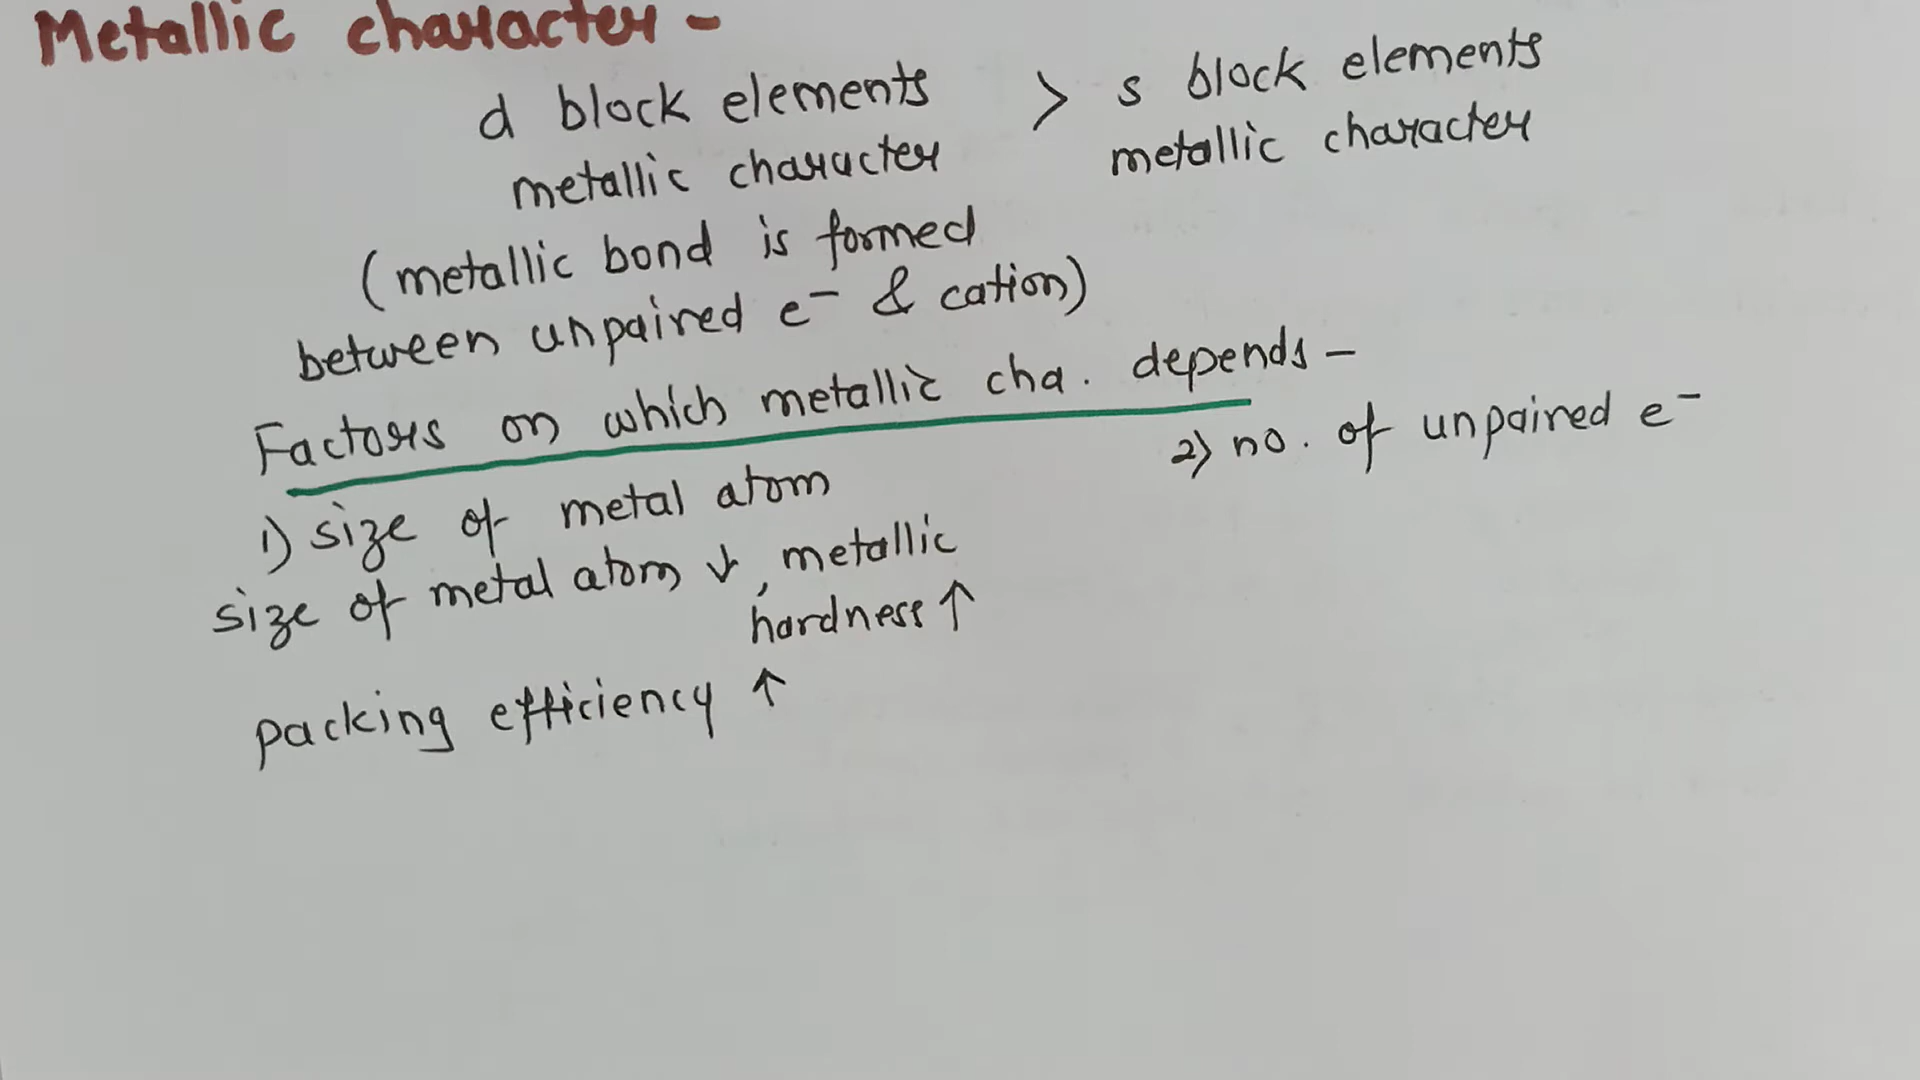 Metallic character -
d block elements > s block elements
metallic character metallic character
(metallic bond is formed
between unpaired e⁻ & cation)
Factors on which metallic cha. depends -
1) size of metal atom 2) no. of unpaired e⁻
size of metal atom ↓, metallic
hardness ↑
packing efficiency ↑